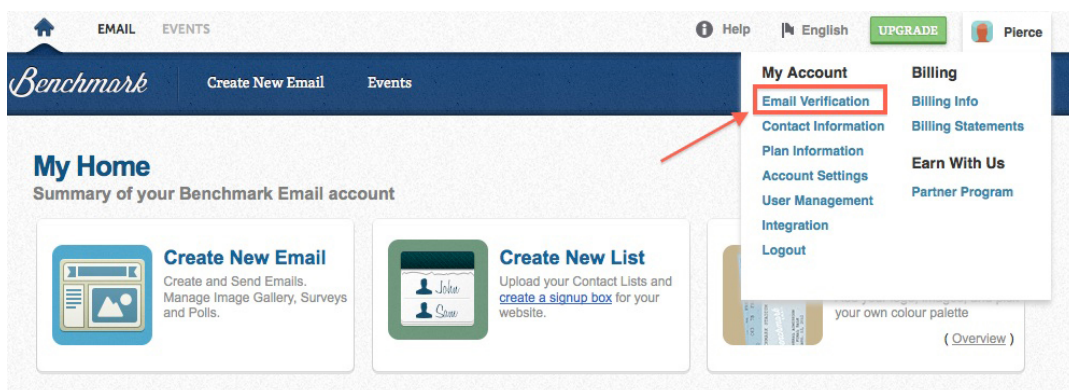 EMAIL EVENTS Help English UPGRADE Pierce
Benchmark Create New Email Events
My Account
Email Verification
Contact Information
Plan Information
Account Settings
User Management
Integration
Logout
Billing
Billing Info
Billing Statements
Earn With Us
Partner Program
My Home
Summary of your Benchmark Email account
Create New Email
Create and Send Emails.
Manage Image Gallery, Surveys
and Polls.
John
Sam
Create New List
Upload your Contact Lists and
create a signup box for your
website.
your own colour palette
( Overview )